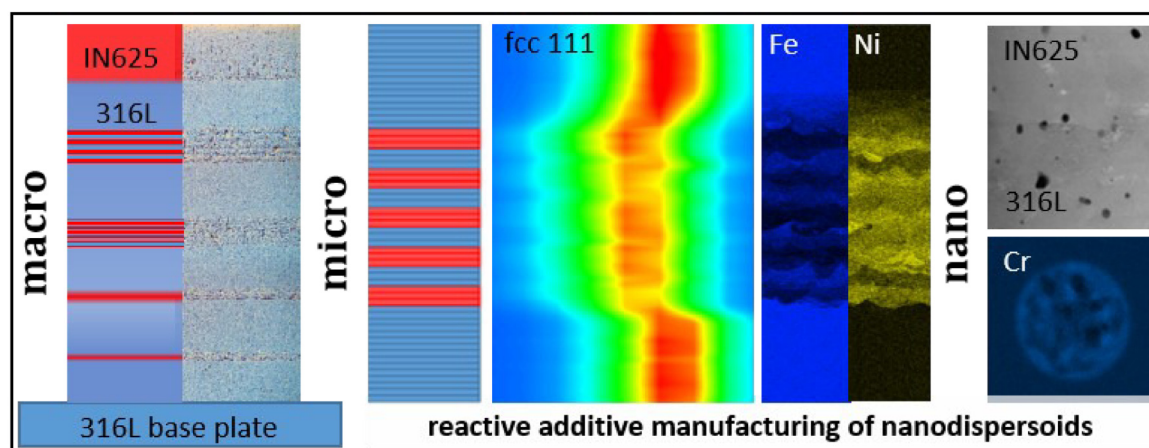 macro
IN625
316L
316L base plate
micro
fcc 111
Fe
Ni
nano
IN625
316L
Cr
reactive additive manufacturing of nanodispersoids